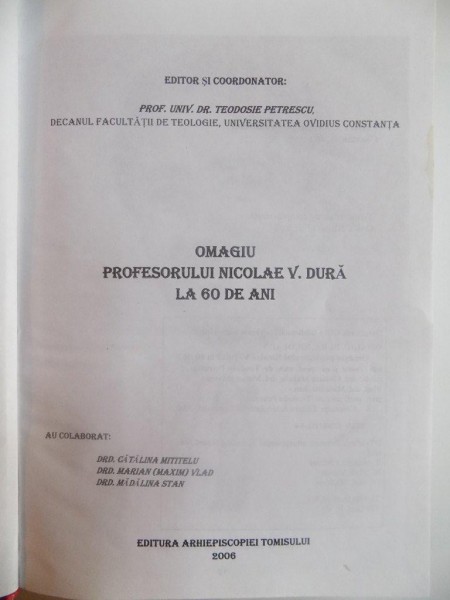 EDITOR ȘI COORDONATOR:
PROF. UNIV. DR. TEODOSIE PETRESCU,
DECANUL FACULTĂȚII DE TEOLOGIE, UNIVERSITATEA OVIDIUS CONSTANȚA
OMAGIU
PROFESORULUI NICOLAE V. DURĂ
LA 60 DE ANI
AU COLABORAT:
DRD. CĂTĂLINA MITITELU
DRD. MARIAN (MAXIM) VLAD
DRD. MĂDĂLINA STAN
EDITURA ARHIEPISCOPIEI TOMISULUI
2006